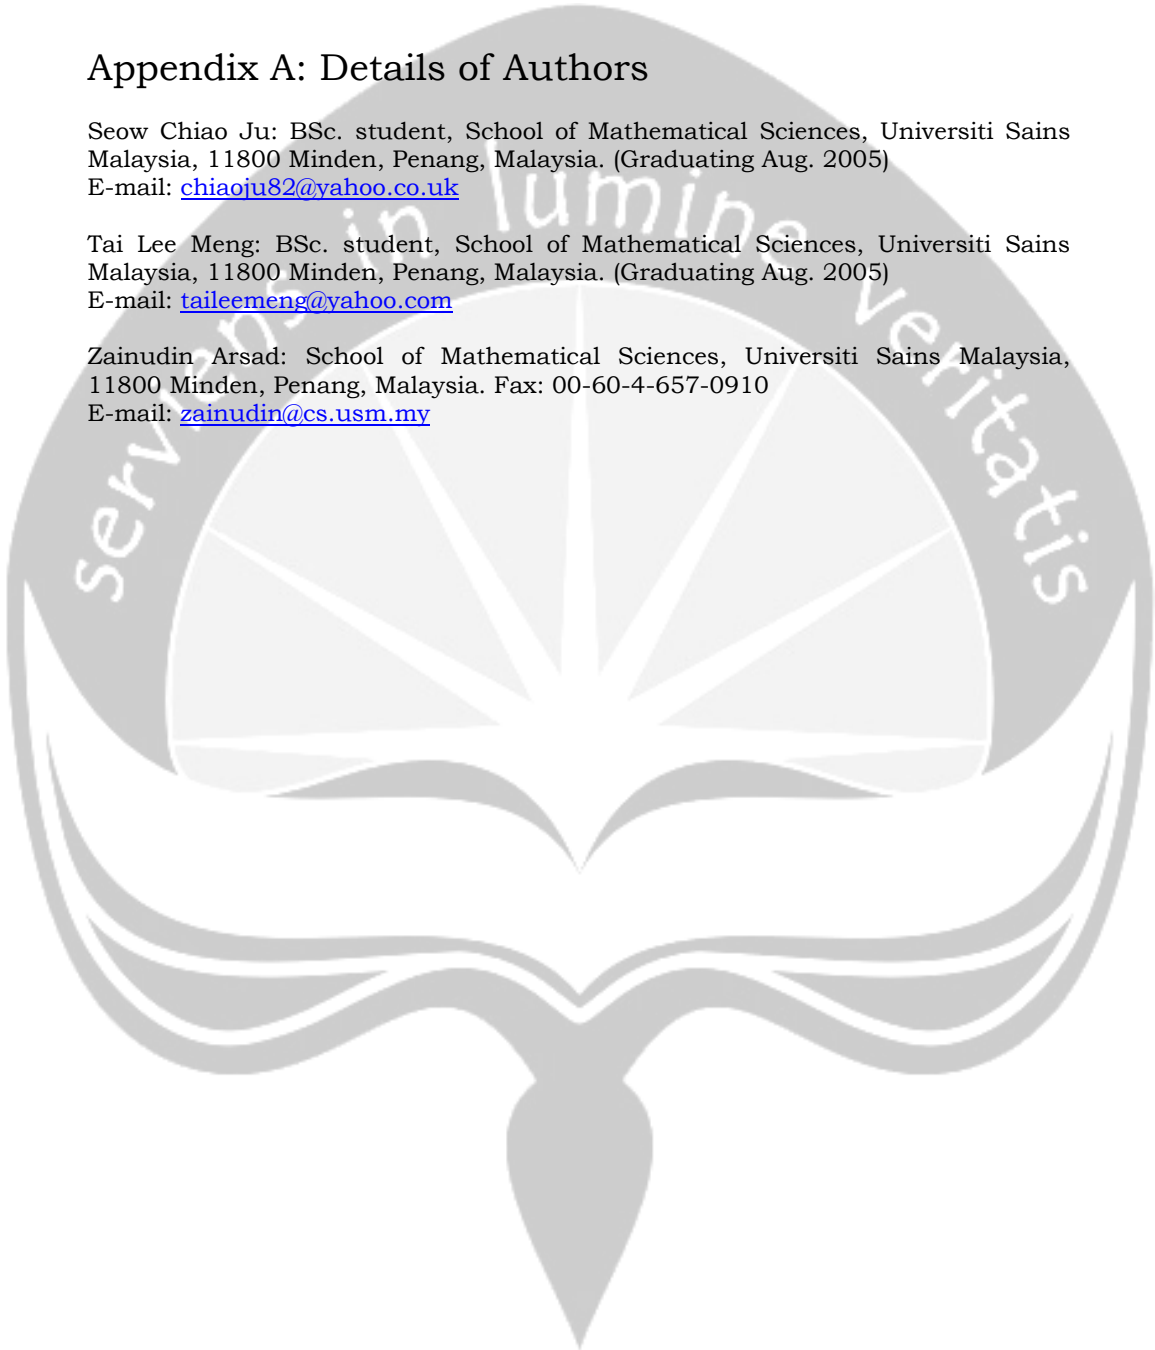 Appendix A: Details of Authors
Seow Chiao Ju: BSc. student, School of Mathematical Sciences, Universiti Sains
Malaysia, 11800 Minden, Penang, Malaysia. (Graduating Aug. 2005)
E-mail: chiaoju82@yahoo.co.uk
Tai Lee Meng: BSc. student, School of Mathematical Sciences, Universiti Sains
Malaysia, 11800 Minden, Penang, Malaysia. (Graduating Aug. 2005)
E-mail: taileemeng@yahoo.com
Zainudin Arsad: School of Mathematical Sciences, Universiti Sains Malaysia,
11800 Minden, Penang, Malaysia. Fax: 00-60-4-657-0910
E-mail: zainudin@cs.usm.my
serviens in lumine veritatis